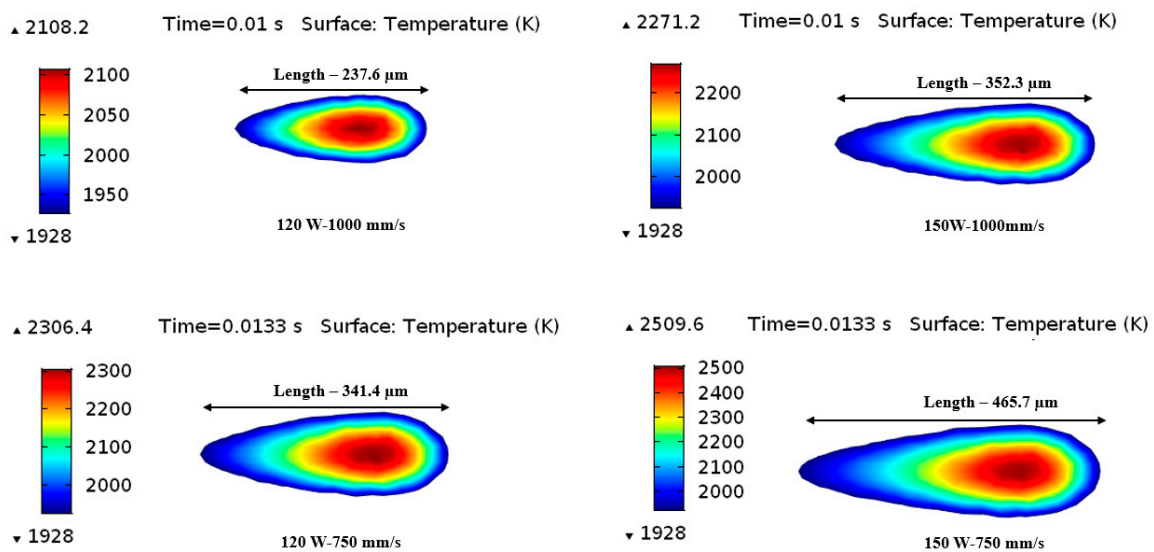 ▲ 2108.2 Time=0.01 s Surface: Temperature (K)
2100
2050
2000
1950
▼ 1928
Length – 237.6 μm
120 W-1000 mm/s
▲ 2271.2 Time=0.01 s Surface: Temperature (K)
2200
2100
2000
▼ 1928
Length – 352.3 μm
150W-1000mm/s
▲ 2306.4 Time=0.0133 s Surface: Temperature (K)
2300
2200
2100
2000
▼ 1928
Length – 341.4 μm
120 W-750 mm/s
▲ 2509.6 Time=0.0133 s Surface: Temperature (K)
2500
2400
2300
2200
2100
2000
▼ 1928
Length – 465.7 μm
150 W-750 mm/s